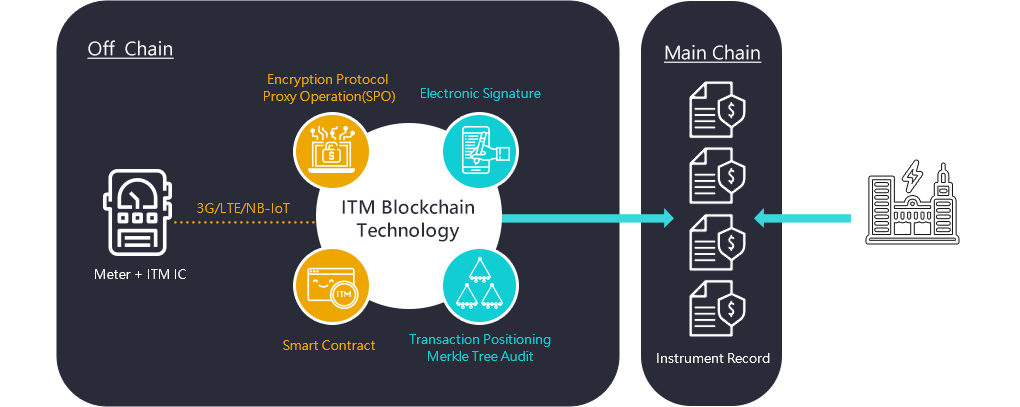 Off Chain
Encryption Protocol
Proxy Operation(SPO)
Electronic Signature
3G/LTE/NB-IoT
ITM Blockchain
Technology
Meter + ITM IC
ITM
Smart Contract
Transaction Positioning
Merkle Tree Audit
Main Chain
$
$
$
$
Instrument Record